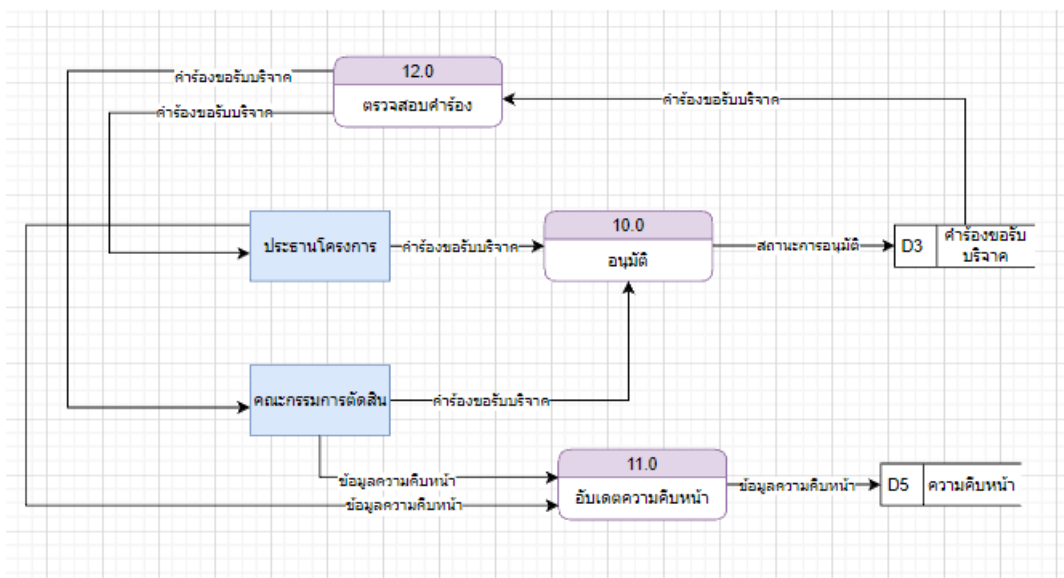 12.0
คำร้องขอรับบริจาค
ตรวจสอบคำร้อง
คำร้องขอรับบริจาค
คำร้องขอรับบริจาค
10.0
ประธานโครงการ
คำร้องขอรับบริจาค
อนุมัติ
สถานะการอนุมัติ
D3
คำร้องขอรับ
บริจาค
คณะกรรมการตัดสิน
คำร้องขอรับบริจาค
11.0
ข้อมูลความคืบหน้า
อัปเดตความคืบหน้า
ข้อมูลความคืบหน้า
D5
ความคืบหน้า
ข้อมูลความคืบหน้า